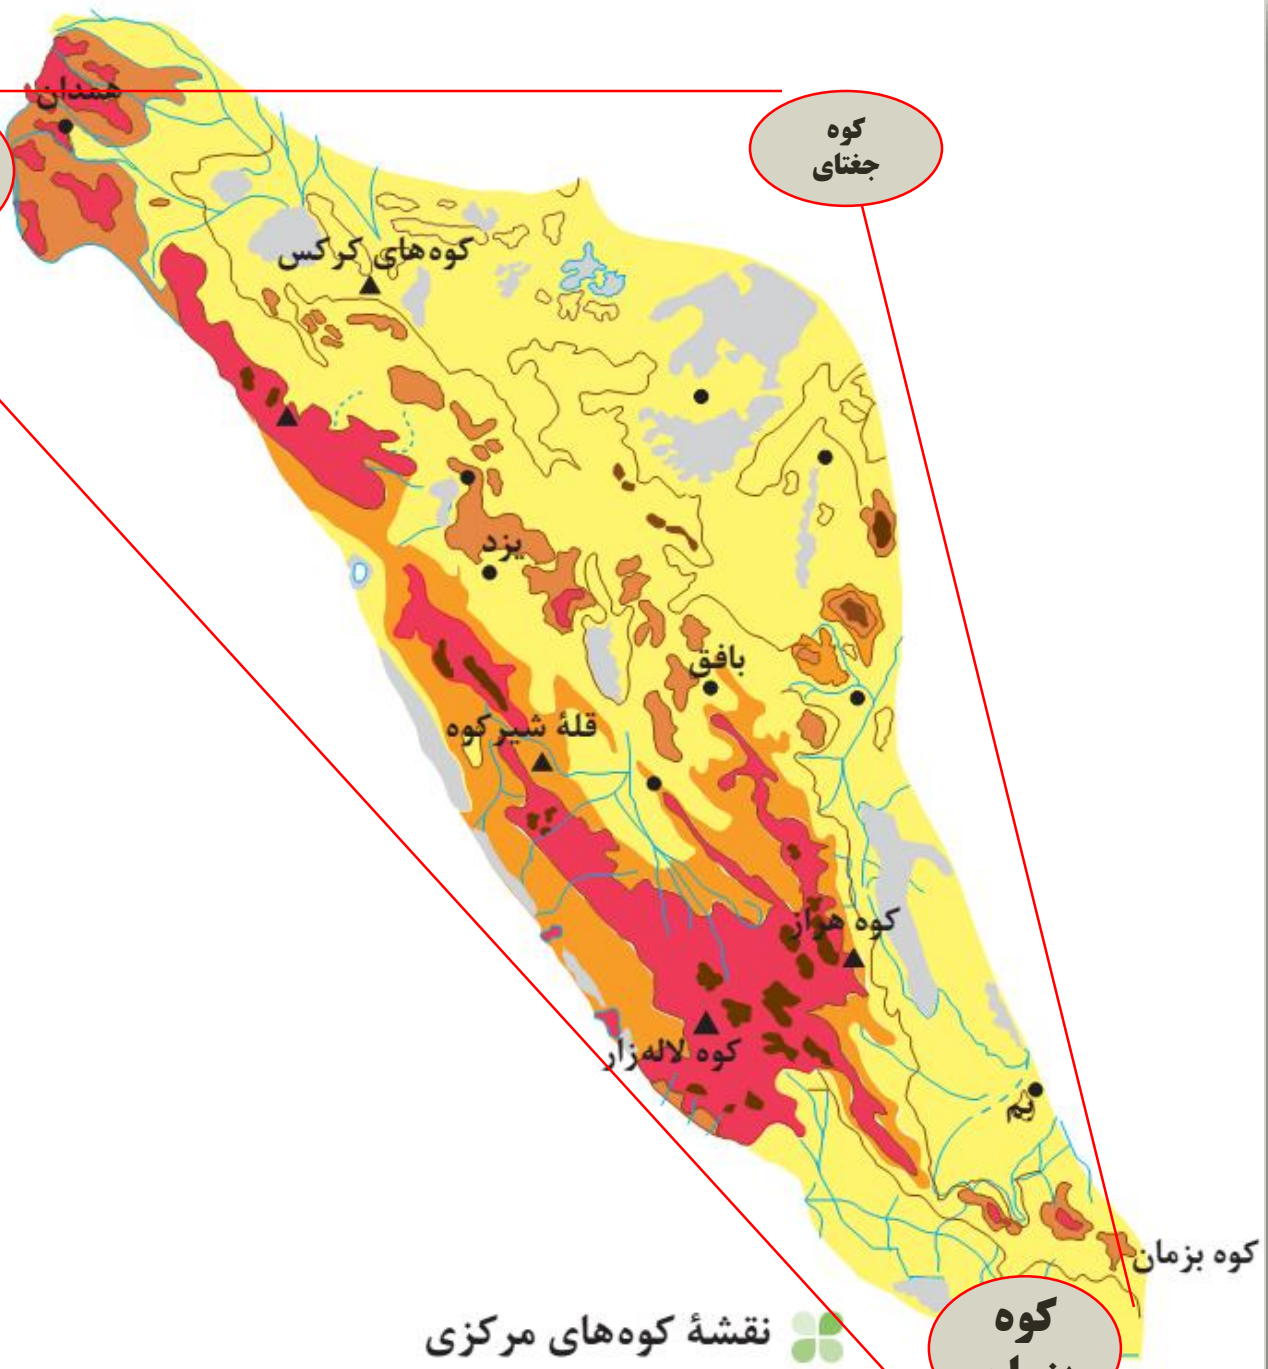 همدان
کوه
جغتای
کوه‌های کرکس
یزد
بافق
قلهٔ شیرکوه
کوه هزار
کوه لاله‌زار
بم
کوه بزمان
کوه
نقشهٔ کوه‌های مرکزی